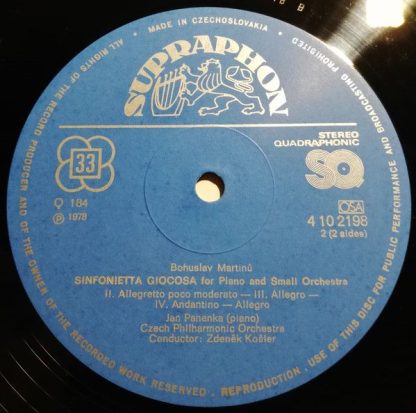 MADE IN CZECHOSLOVAKIA
ALL RIGHTS OF THE RECORD PRODUCER AND OF THE OWNER OF THE RECORDED WORK RESERVED · REPRODUCTION · USE OF THIS DISC FOR PUBLIC PERFORMANCE AND BROADCASTING PROHIBITED
SUPRAPHON
33
STEREO
QUADRAPHONIC
SQ
184
℗ 1978
OSA
4 10 2198
2 (2 sides)
Bohuslav Martinů
SINFONIETTA GIOCOSA for Piano and Small Orchestra
II. Allegretto poco moderato — III. Allegro —
IV. Andantino — Allegro
Jan Panenka (piano)
Czech Philharmonic Orchestra
Conductor: Zdeněk Košler